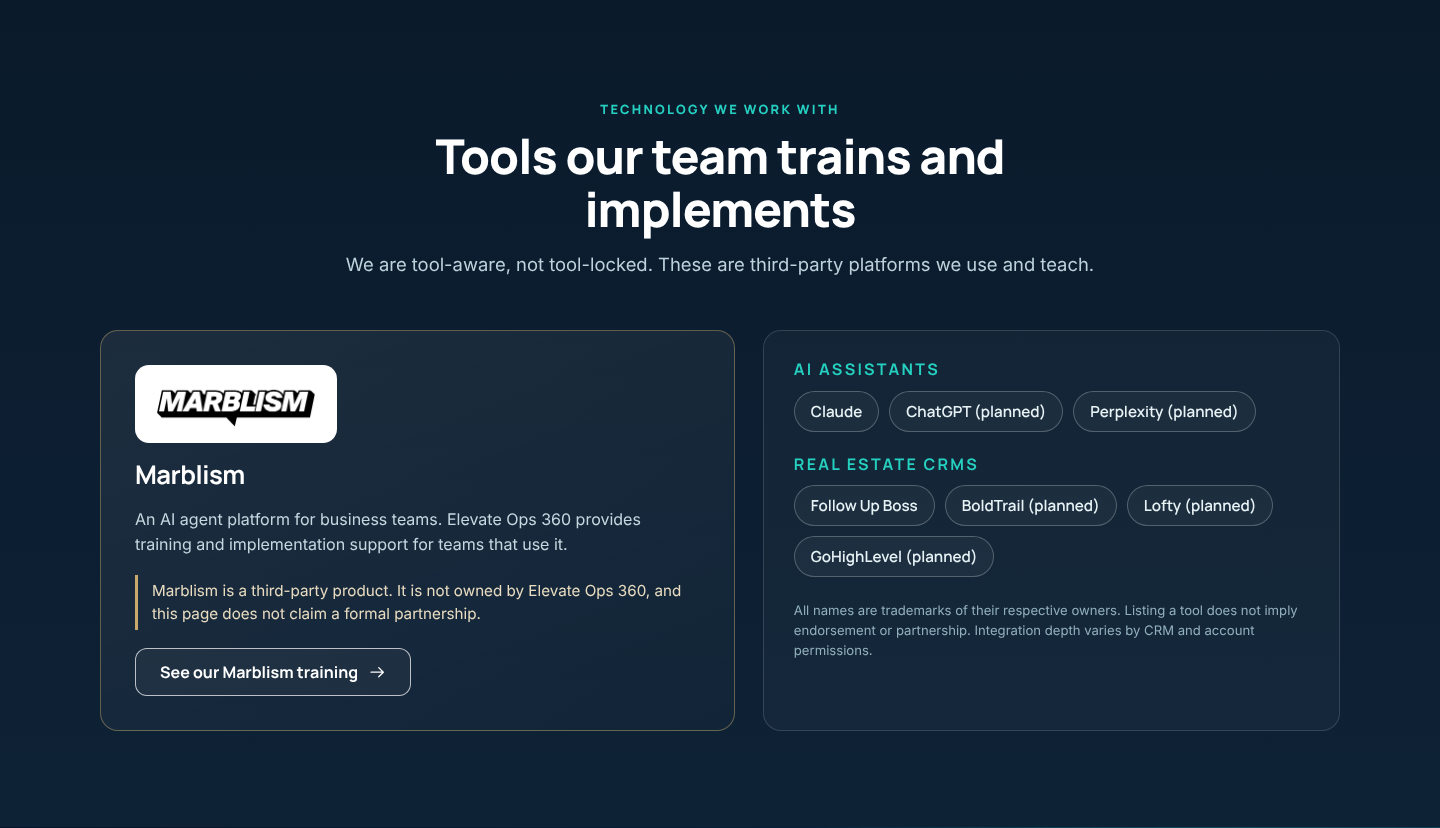 TECHNOLOGY WE WORK WITH
Tools our team trains and
implements
We are tool-aware, not tool-locked. These are third-party platforms we use and teach.
MARBLISM
Marblism
An AI agent platform for business teams. Elevate Ops 360 provides
training and implementation support for teams that use it.
Marblism is a third-party product. It is not owned by Elevate Ops 360, and
this page does not claim a formal partnership.
See our Marblism training →
AI ASSISTANTS
Claude
ChatGPT (planned)
Perplexity (planned)
REAL ESTATE CRMS
Follow Up Boss
BoldTrail (planned)
Lofty (planned)
GoHighLevel (planned)
All names are trademarks of their respective owners. Listing a tool does not imply
endorsement or partnership. Integration depth varies by CRM and account
permissions.